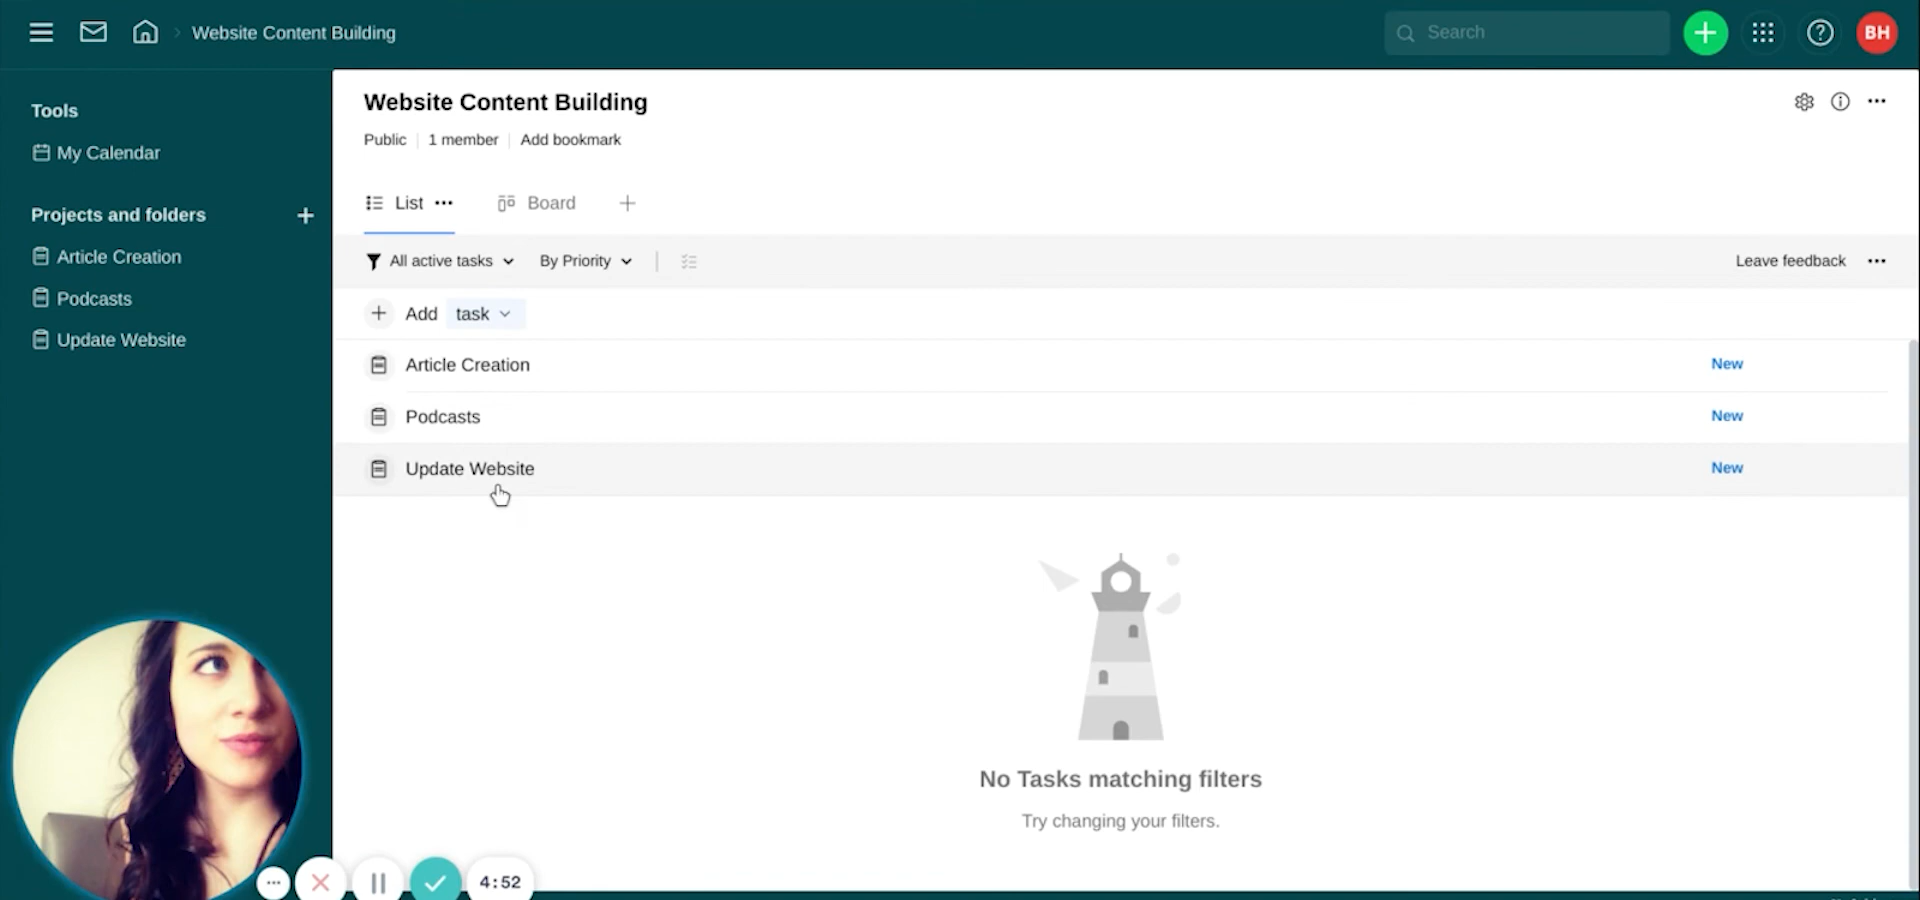 Website Content Building
Search
BH
Tools
My Calendar
Projects and folders
Article Creation
Podcasts
Update Website
Website Content Building
Public
1 member
Add bookmark
List
Board
All active tasks
By Priority
Leave feedback
Add task
Article Creation New
Podcasts New
Update Website New
No Tasks matching filters
Try changing your filters.
4:52